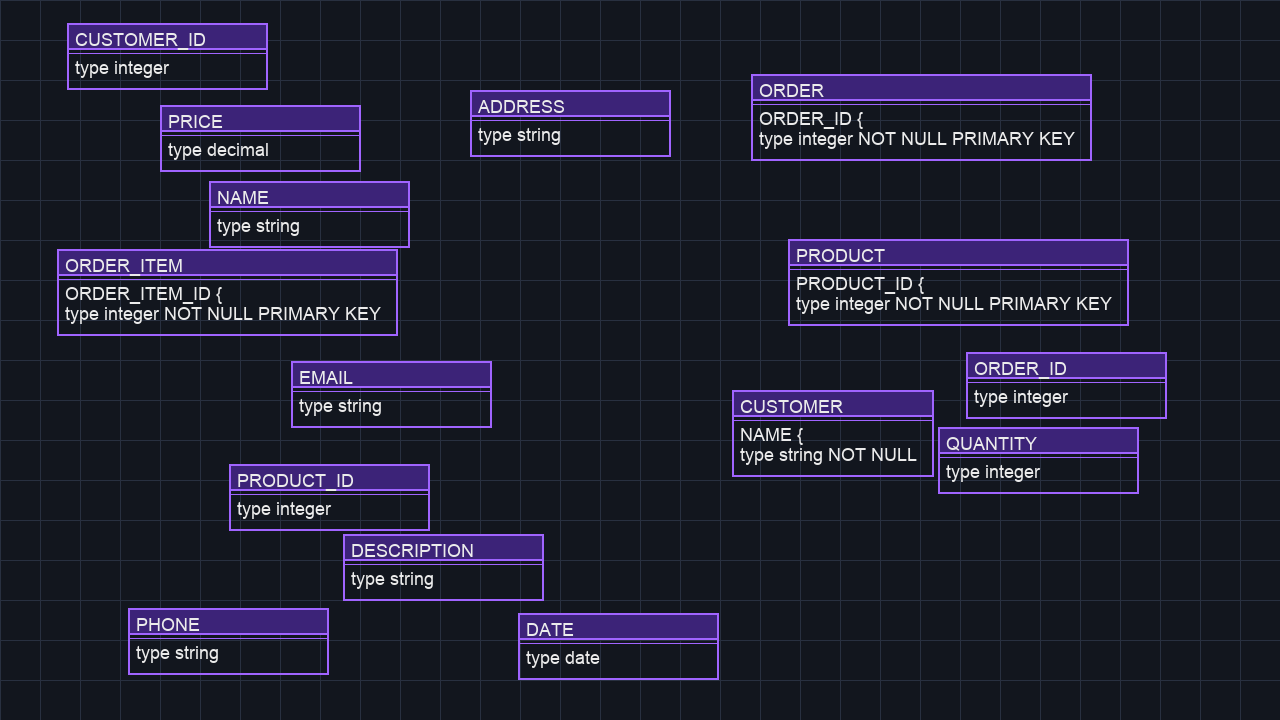 CUSTOMER_ID
type integer
PRICE
type decimal
NAME
type string
ORDER_ITEM
ORDER_ITEM_ID {
type integer NOT NULL PRIMARY KEY
ADDRESS
type string
ORDER
ORDER_ID {
type integer NOT NULL PRIMARY KEY
PRODUCT
PRODUCT_ID {
type integer NOT NULL PRIMARY KEY
EMAIL
type string
ORDER_ID
type integer
CUSTOMER
NAME {
type string NOT NULL
QUANTITY
type integer
PRODUCT_ID
type integer
DESCRIPTION
type string
PHONE
type string
DATE
type date